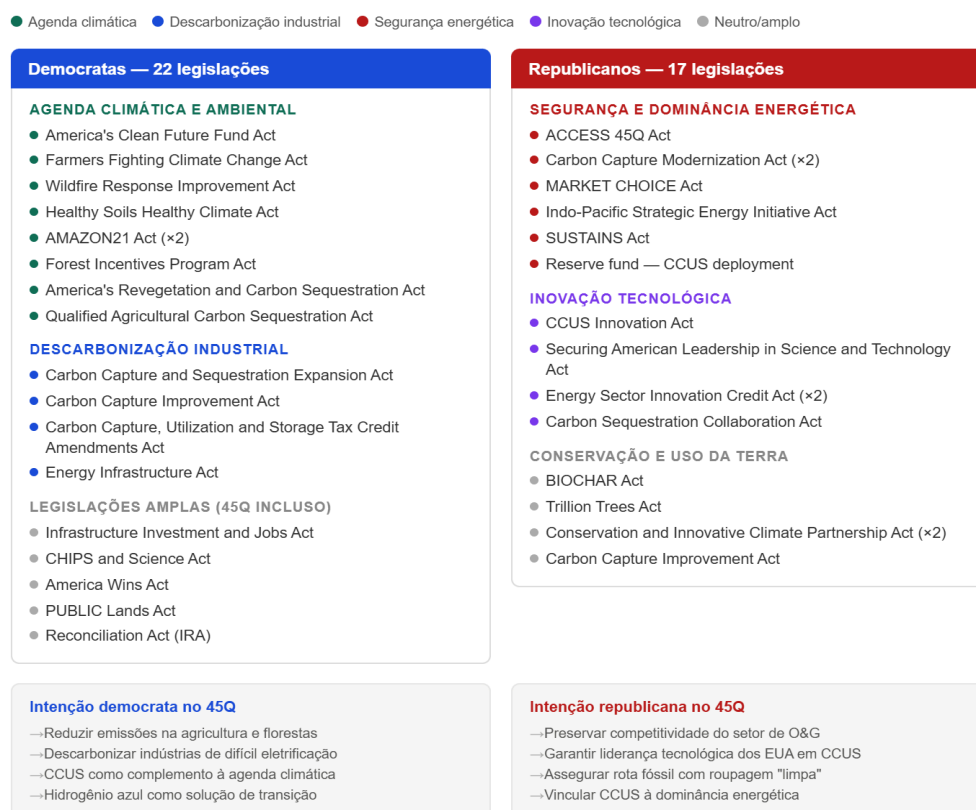 Agenda climática Descarbonização industrial Segurança energética Inovação tecnológica Neutro/amplo
Democratas — 22 legislações
AGENDA CLIMÁTICA E AMBIENTAL
America's Clean Future Fund Act
Farmers Fighting Climate Change Act
Wildfire Response Improvement Act
Healthy Soils Healthy Climate Act
AMAZON21 Act (×2)
Forest Incentives Program Act
America's Revegetation and Carbon Sequestration Act
Qualified Agricultural Carbon Sequestration Act
DESCARBONIZAÇÃO INDUSTRIAL
Carbon Capture and Sequestration Expansion Act
Carbon Capture Improvement Act
Carbon Capture, Utilization and Storage Tax Credit
Amendments Act
Energy Infrastructure Act
LEGISLAÇÕES AMPLAS (45Q INCLUSO)
Infrastructure Investment and Jobs Act
CHIPS and Science Act
America Wins Act
PUBLIC Lands Act
Reconciliation Act (IRA)
Republicanos — 17 legislações
SEGURANÇA E DOMINÂNCIA ENERGÉTICA
ACCESS 45Q Act
Carbon Capture Modernization Act (×2)
MARKET CHOICE Act
Indo-Pacific Strategic Energy Initiative Act
SUSTAINS Act
Reserve fund — CCUS deployment
INOVAÇÃO TECNOLÓGICA
CCUS Innovation Act
Securing American Leadership in Science and Technology
Act
Energy Sector Innovation Credit Act (×2)
Carbon Sequestration Collaboration Act
CONSERVAÇÃO E USO DA TERRA
BIOCHAR Act
Trillion Trees Act
Conservation and Innovative Climate Partnership Act (×2)
Carbon Capture Improvement Act
Intenção democrata no 45Q
→Reduzir emissões na agricultura e florestas
→Descarbonizar indústrias de difícil eletrificação
→CCUS como complemento à agenda climática
→Hidrogênio azul como solução de transição
Intenção republicana no 45Q
→Preservar competitividade do setor de O&G
→Garantir liderança tecnológica dos EUA em CCUS
→Assegurar rota fóssil com roupagem "limpa"
→Vincular CCUS à dominância energética